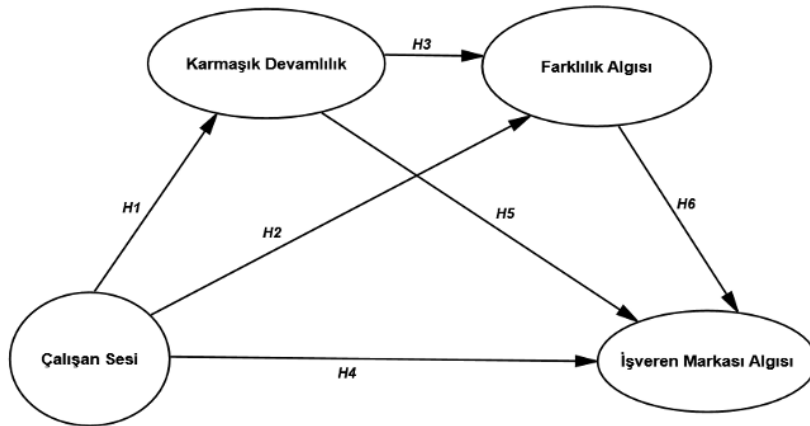 H3
Karmaşık Devamlılık
Farklılık Algısı
H1
H2
H5
H6
Çalışan Sesi
H4
İşveren Markası Algısı